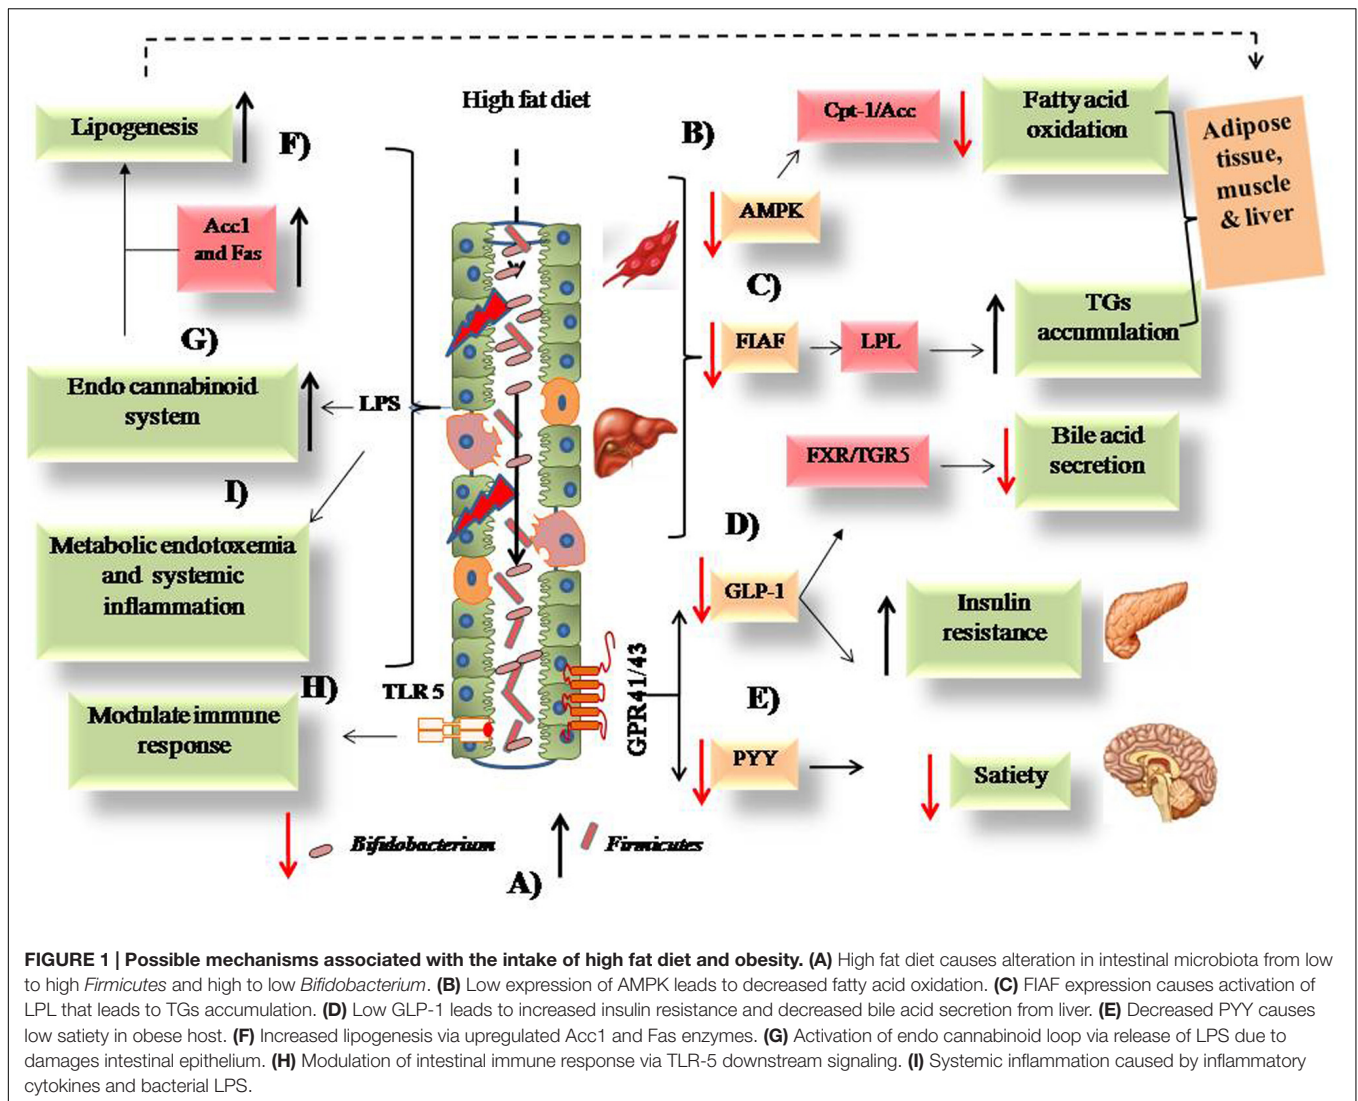 High fat diet
Lipogenesis
F)
Acc1
and Fas
G)
Endo cannabinoid
system
LPS
I)
Metabolic endotoxemia
and systemic
inflammation
H)
TLR 5
Modulate immune
response
B)
Cpt-1/Acc
Fatty acid
oxidation
Adipose
tissue,
muscle
& liver
AMPK
C)
FIAF
LPL
TGs
accumulation
FXR/TGR5
Bile acid
secretion
D)
GLP-1
Insulin
resistance
GPR41/43
E)
PYY
Satiety
Bifidobacterium
A)
Firmicutes
FIGURE 1 | Possible mechanisms associated with the intake of high fat diet and obesity. (A) High fat diet causes alteration in intestinal microbiota from low
to high Firmicutes and high to low Bifidobacterium. (B) Low expression of AMPK leads to decreased fatty acid oxidation. (C) FIAF expression causes activation of
LPL that leads to TGs accumulation. (D) Low GLP-1 leads to increased insulin resistance and decreased bile acid secretion from liver. (E) Decreased PYY causes
low satiety in obese host. (F) Increased lipogenesis via upregulated Acc1 and Fas enzymes. (G) Activation of endo cannabinoid loop via release of LPS due to
damages intestinal epithelium. (H) Modulation of intestinal immune response via TLR-5 downstream signaling. (I) Systemic inflammation caused by inflammatory
cytokines and bacterial LPS.